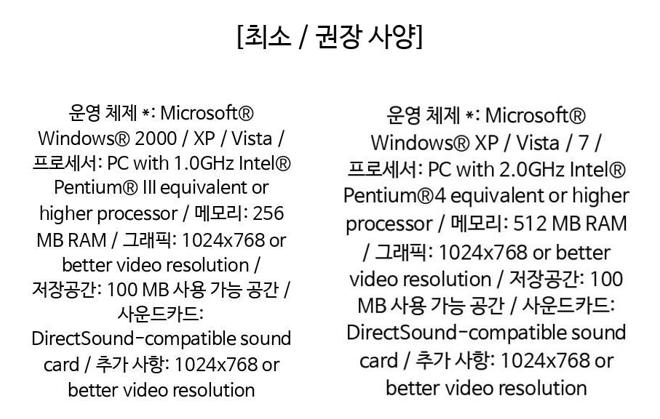 [최소 / 권장 사양]
운영 체제 *: Microsoft®
Windows® 2000 / XP / Vista /
프로세서: PC with 1.0GHz Intel®
Pentium® III equivalent or
higher processor / 메모리: 256
MB RAM / 그래픽: 1024x768 or
better video resolution /
저장공간: 100 MB 사용 가능 공간 /
사운드카드:
DirectSound-compatible sound
card / 추가 사항: 1024x768 or
better video resolution
운영 체제 *: Microsoft®
Windows® XP / Vista / 7 /
프로세서: PC with 2.0GHz Intel®
Pentium®4 equivalent or higher
processor / 메모리: 512 MB RAM
/ 그래픽: 1024x768 or better
video resolution / 저장공간: 100
MB 사용 가능 공간 / 사운드카드:
DirectSound-compatible sound
card / 추가 사항: 1024x768 or
better video resolution